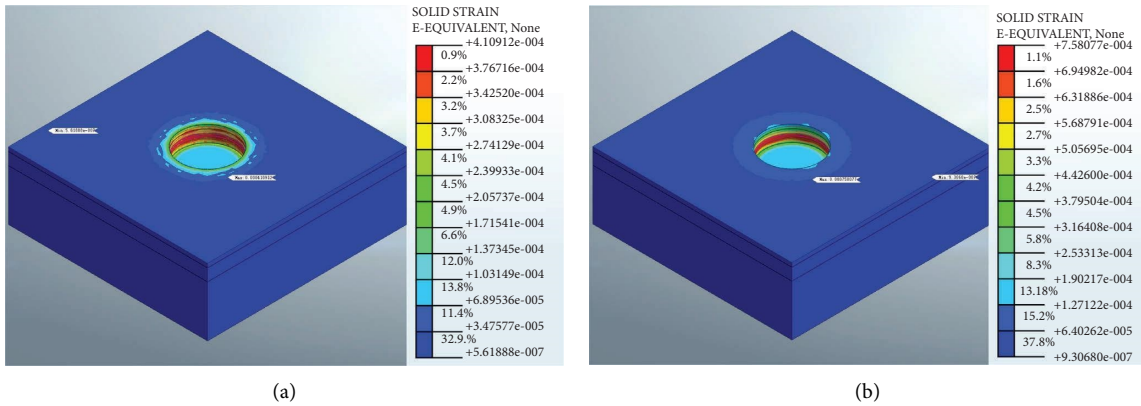 SOLID STRAIN
E-EQUIVALENT, None
+4.10912e-004
0.9%
+3.76716e-004
2.2%
+3.42520e-004
3.2%
+3.08325e-004
3.7%
+2.74129e-004
4.1%
+2.39933e-004
4.5%
+2.05737e-004
4.9%
+1.71541e-004
6.6%
+1.37345e-004
12.0%
+1.03149e-004
13.8%
+6.89536e-005
11.4%
+3.47577e-005
32.9.%
+5.61888e-007
(a)
SOLID STRAIN
E-EQUIVALENT, None
+7.58077e-004
1.1%
+6.94982e-004
1.6%
+6.31886e-004
2.5%
+5.68791e-004
2.7%
+5.05695e-004
3.3%
+4.42600e-004
4.2%
+3.79504e-004
4.5%
+3.16408e-004
5.8%
+2.53313e-004
8.3%
+1.90217e-004
13.18%
+1.27122e-004
15.2%
+6.40262e-005
37.8%
+9.30680e-007
(b)